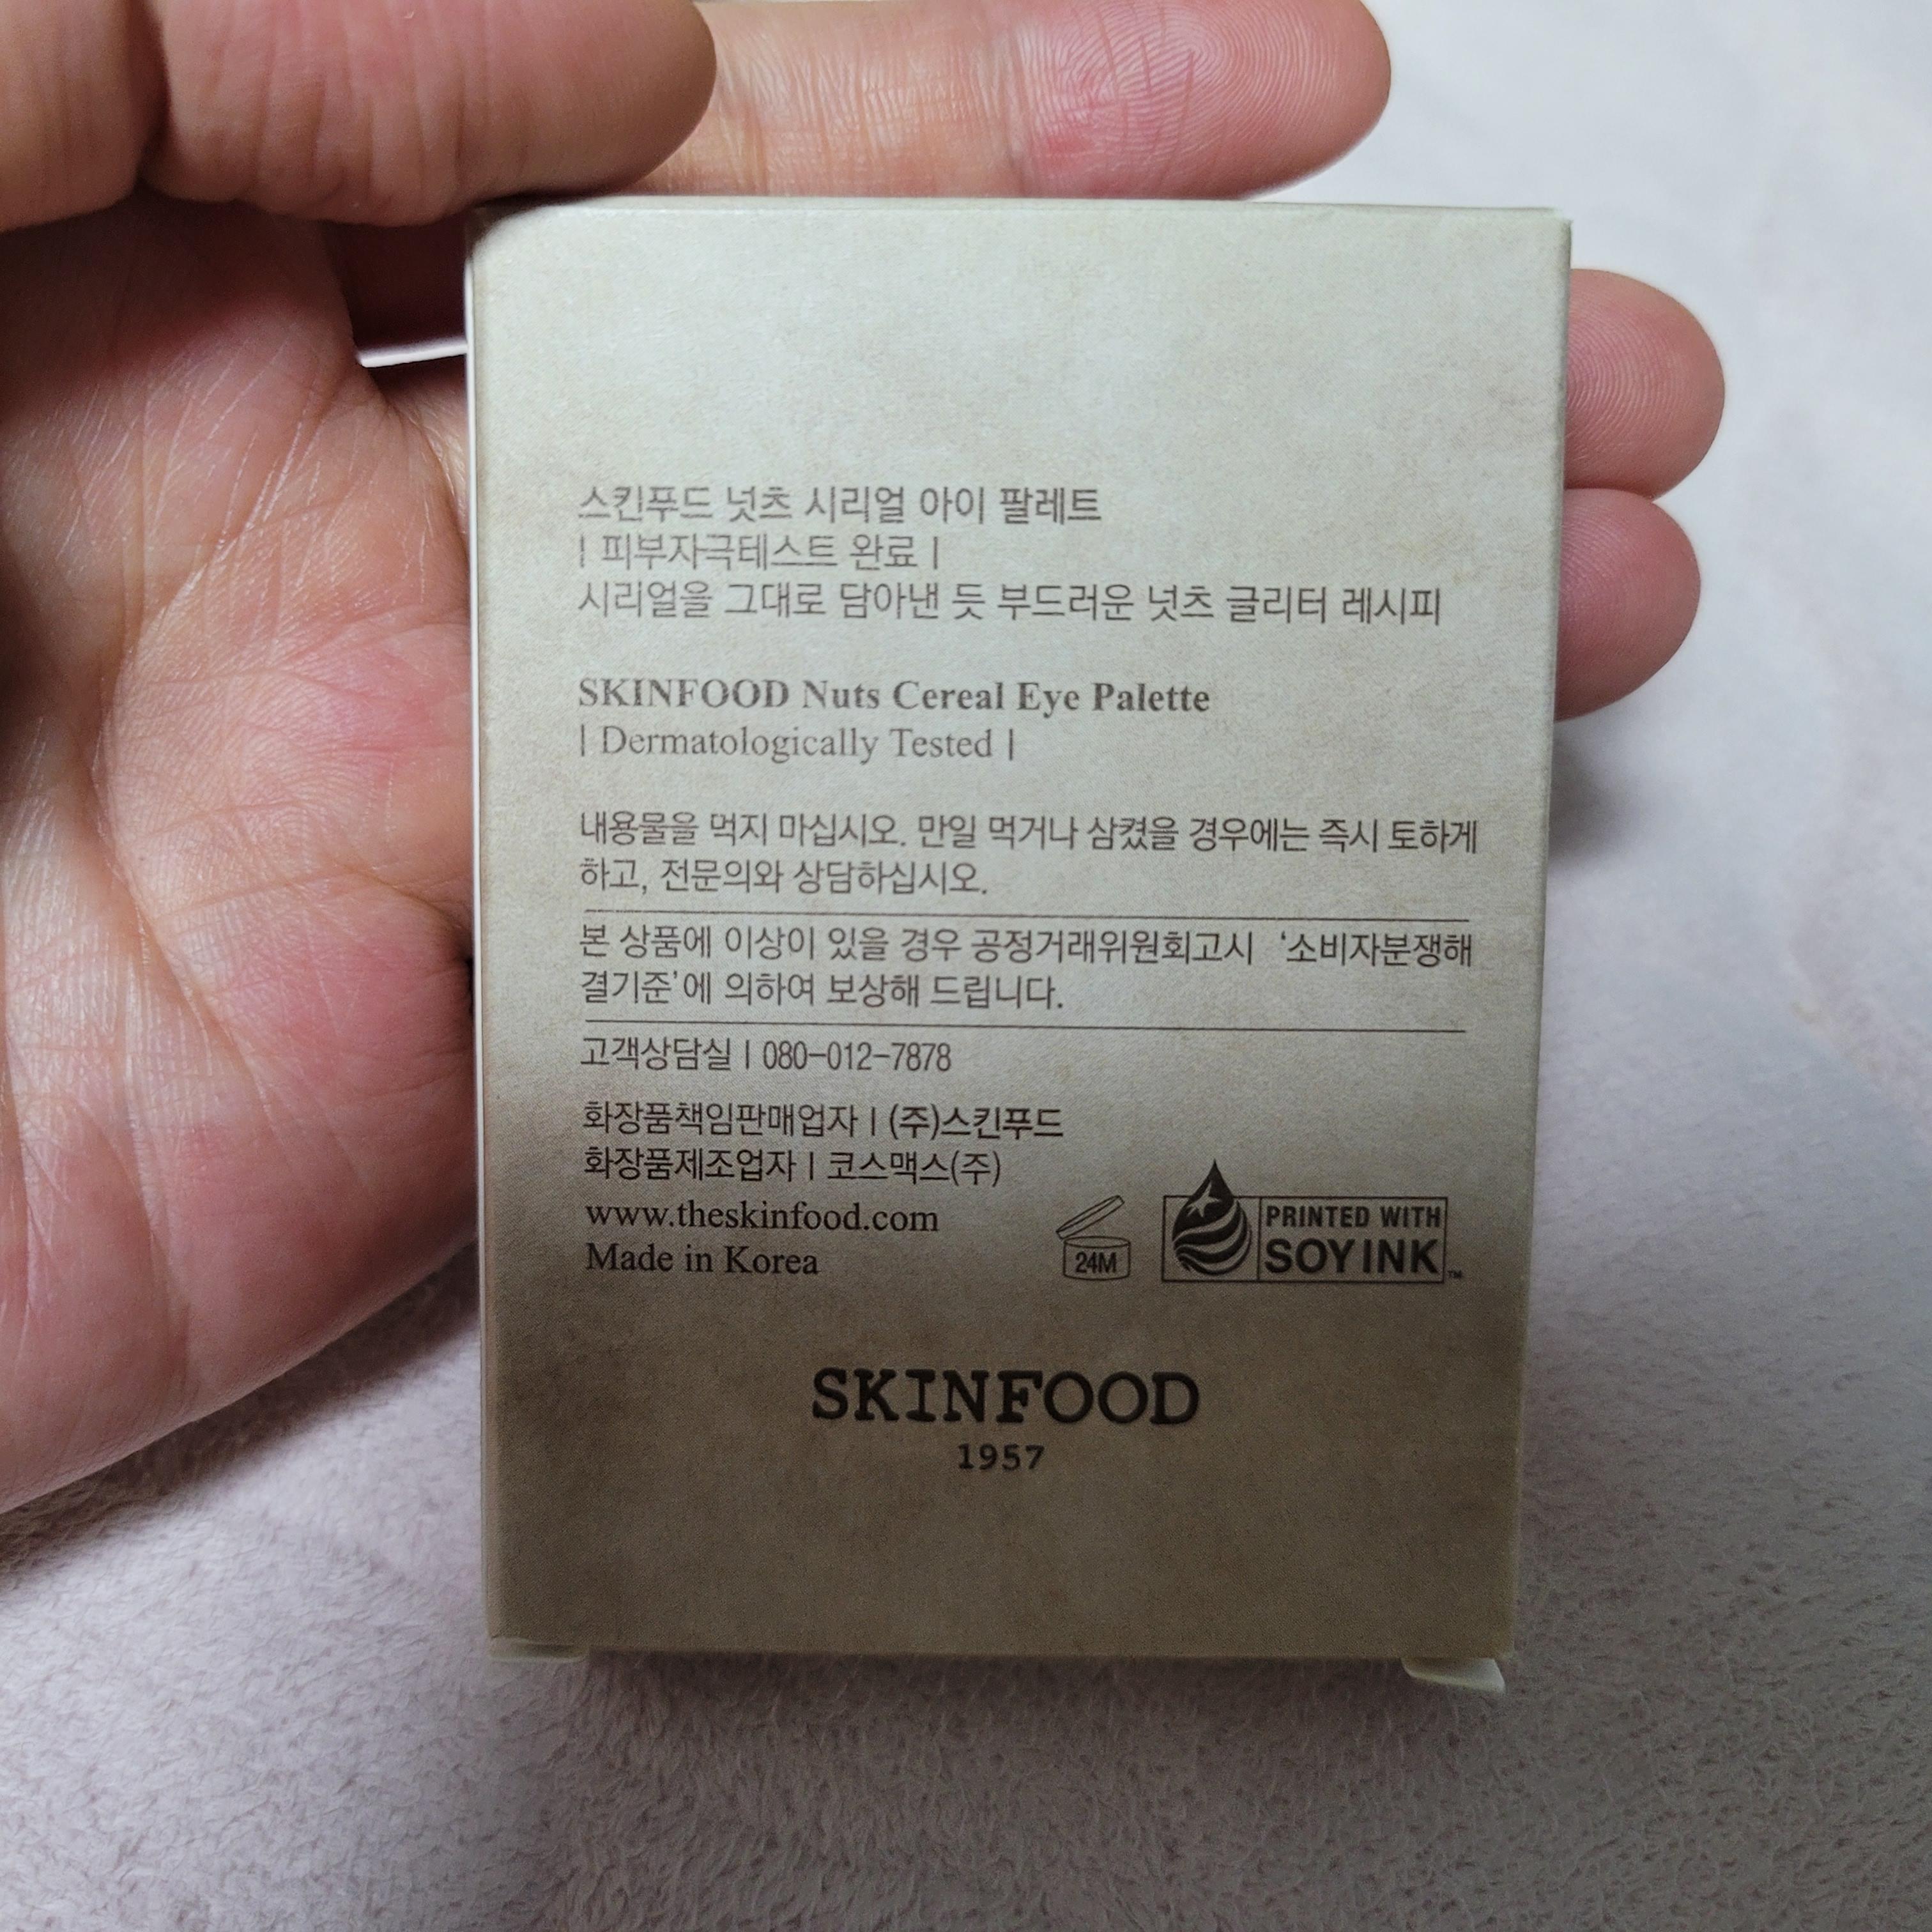 스킨푸드 넛츠 시리얼 아이 팔레트
| 피부자극테스트 완료 |
시리얼을 그대로 담아낸 듯 부드러운 넛츠 글리터 레시피
SKINFOOD Nuts Cereal Eye Palette
| Dermatologically Tested |
내용물을 먹지 마십시오. 만일 먹거나 삼켰을 경우에는 즉시 토하게
하고, 전문의와 상담하십시오.
본 상품에 이상이 있을 경우 공정거래위원회고시 ‘소비자분쟁해
결기준’에 의하여 보상해 드립니다.
고객상담실 | 080-012-7878
화장품책임판매업자 | (주)스킨푸드
화장품제조업자 | 코스맥스(주)
www.theskinfood.com
Made in Korea
24M
PRINTED WITH
SOY INK™
SKINFOOD
1957